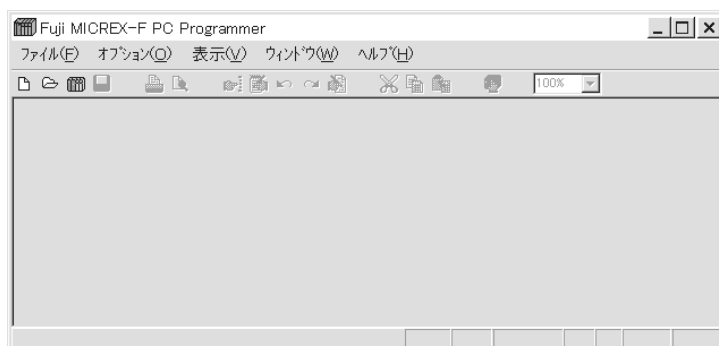 Fuji MICREX-F PC Programmer
ﾌｧｲﾙ(F) ｵﾌﾟｼｮﾝ(O) 表示(V) ｳｨﾝﾄﾞｳ(W) ﾍﾙﾌﾟ(H)
100%